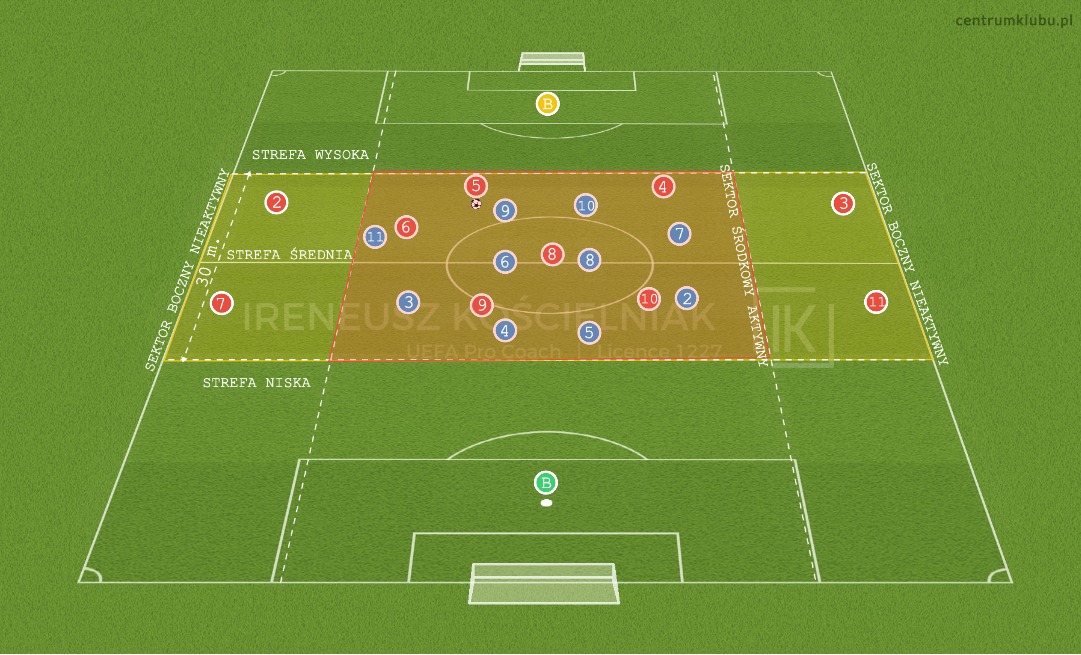 centrumklubu.pl
B
STREFA WYSOKA
SEKTOR BOCZNY NIEAKTYWNY
SEKTOR ŚRODKOWY AKTYWNY
SEKTOR BOCZNY NIEAKTYWNY
5
4
2
3
9
10
6
11
7
STREFA ŚREDNIA
30 m.
8
6
8
7
3
9
10
2
11
IRENEUSZ KOŚCIELNIAK
IK
4
5
UEFA Pro Coach Licence 1227
STREFA NISKA
B